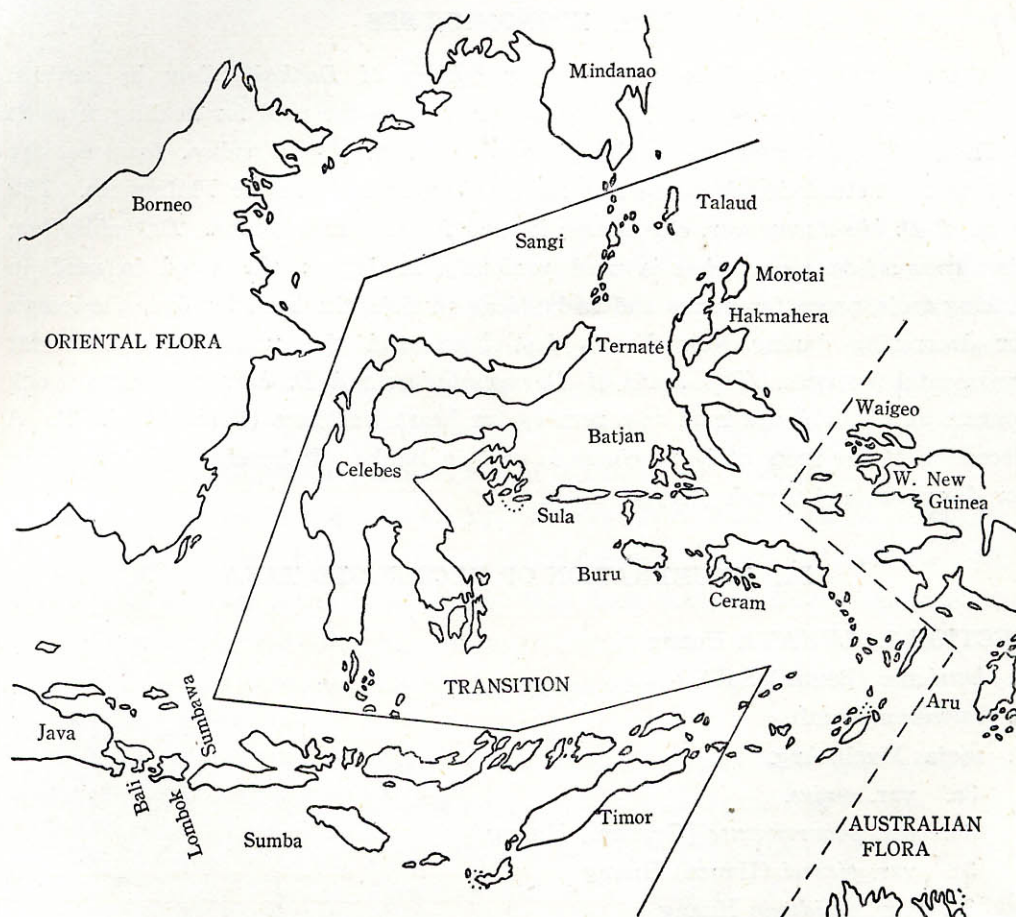 Mindanao
Borneo
Talaud
Sangi
Morotai
Hakmahera
ORIENTAL FLORA
Ternaté
Waigeo
Batjan
Celebes
W. New
Guinea
Sula
Buru
Ceram
TRANSITION
Sumbawa
Aru
Java
Bali
Lombok
Timor
Sumba
AUSTRALIAN
FLORA